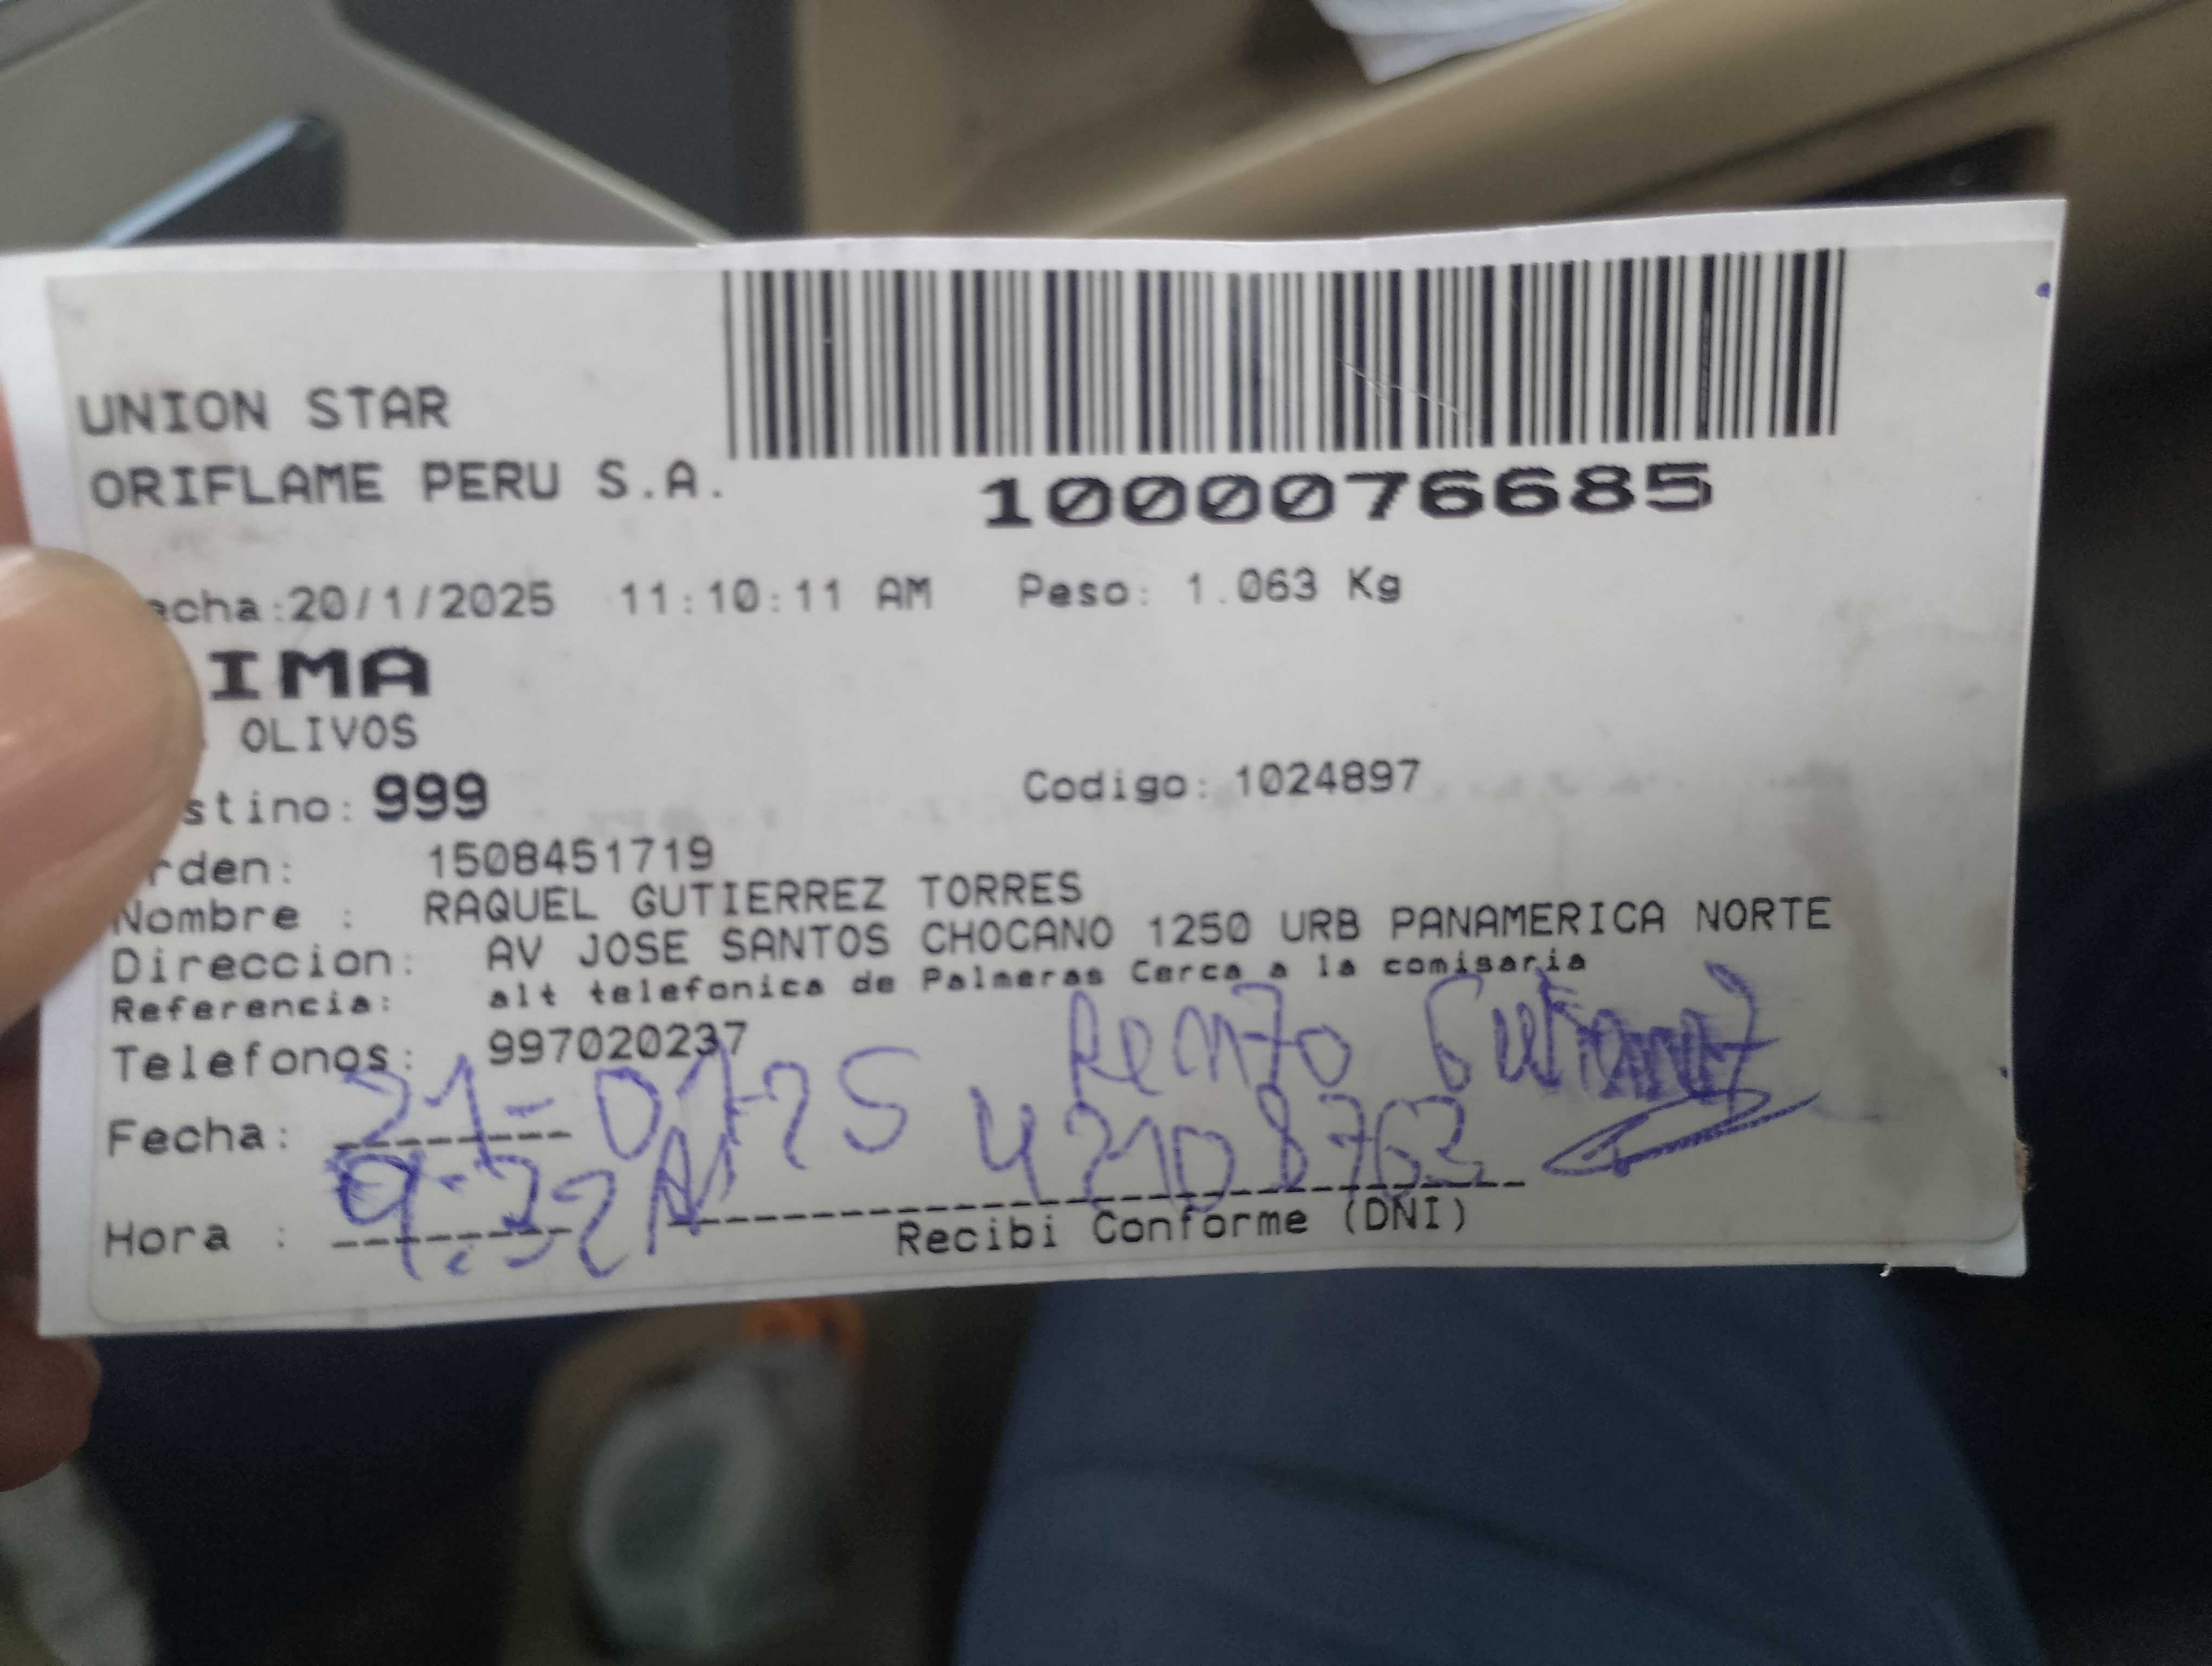 UNION STAR
ORIFLAME PERU S.A.
1000076685
echa:20/1/2025 11:10:11 AM Peso: 1.063 Kg
IMA
OLIVOS
stino: 999 Codigo: 1024897
rden: 1508451719
Nombre : RAQUEL GUTIERREZ TORRES
Direccion: AV JOSE SANTOS CHOCANO 1250 URB PANAMERICA NORTE
Referencia: alt telefonica de Palmeras Cerca a la comisaria
Telefonos: 997020237
Renzo
Fecha: 21-01-25 42108763
Hora : 9:32
Recibi Conforme (DNI)